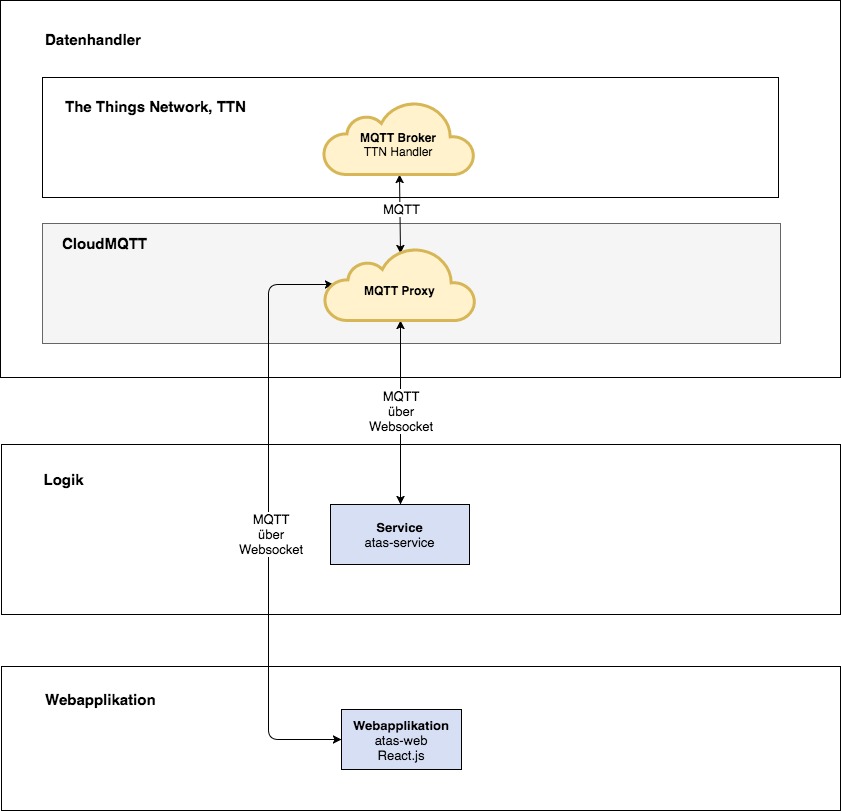 Datenhandler
The Things Network, TTN
MQTT Broker
TTN Handler
MQTT
CloudMQTT
MQTT Proxy
MQTT
über
Websocket
Logik
Service
atas-service
MQTT
über
Websocket
Webapplikation
Webapplikation
atas-web
React.js